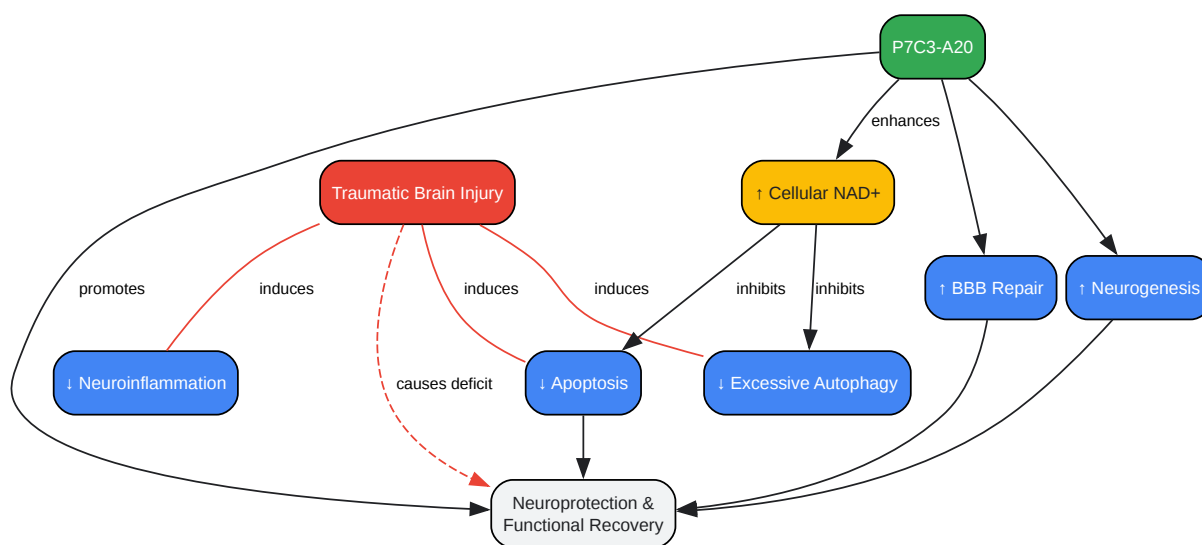 P7C3-A20
enhances
Traumatic Brain Injury
↑ Cellular NAD+
↑ BBB Repair
↑ Neurogenesis
promotes
induces
induces
induces
inhibits
inhibits
↓ Neuroinflammation
causes deficit
↓ Apoptosis
↓ Excessive Autophagy
Neuroprotection &
Functional Recovery